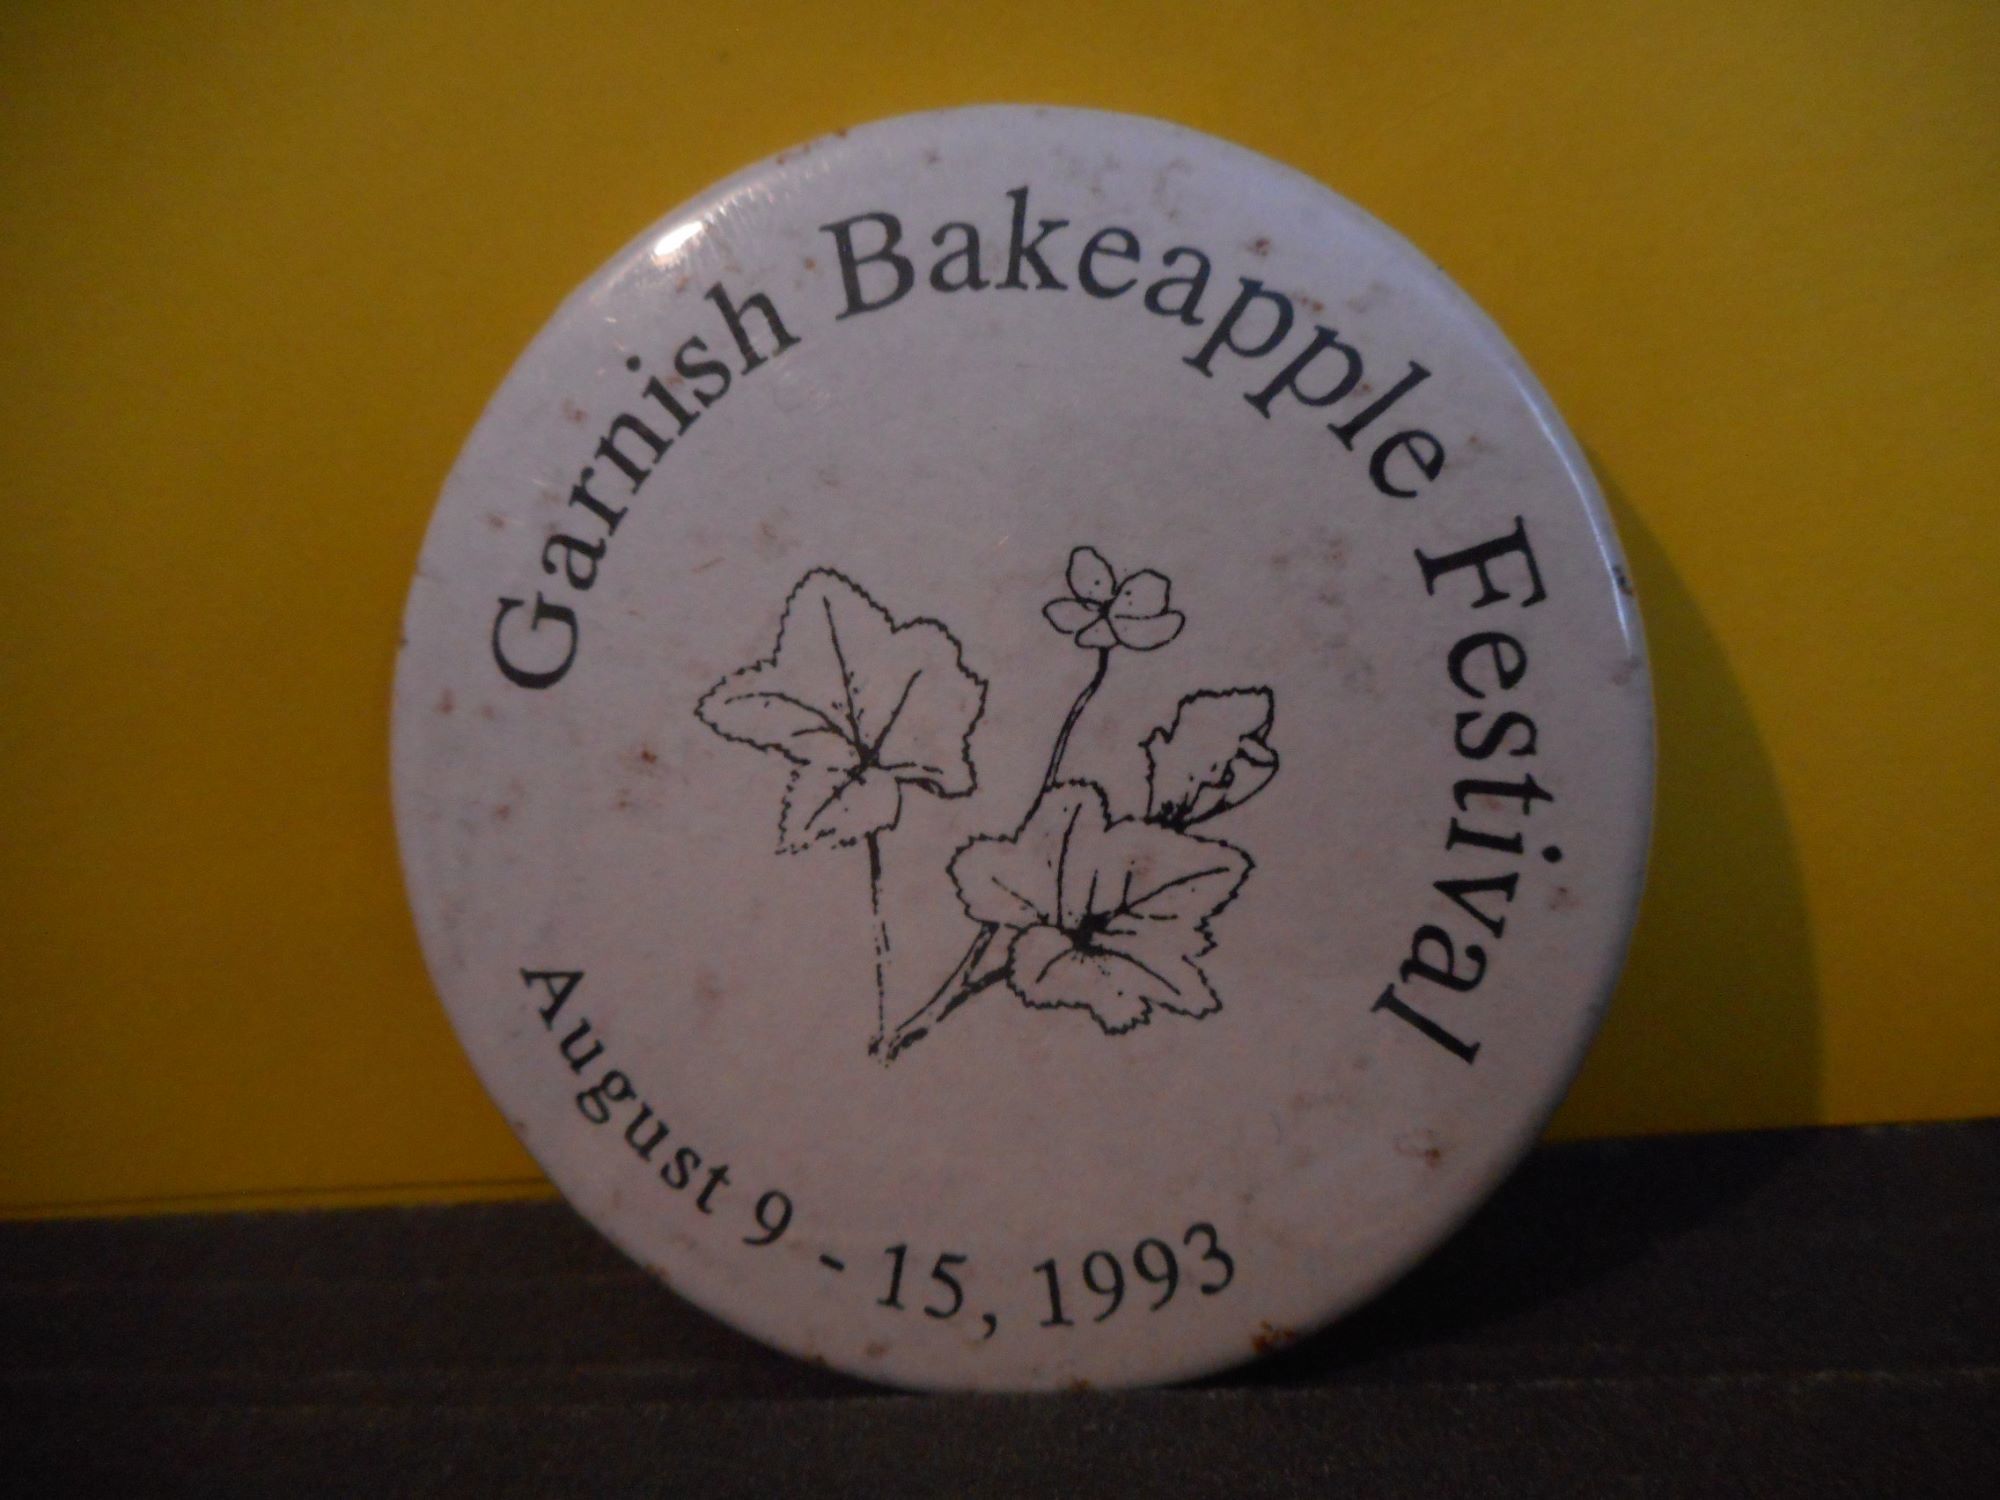 Garnish Bakeapple Festival
August 9 - 15, 1993